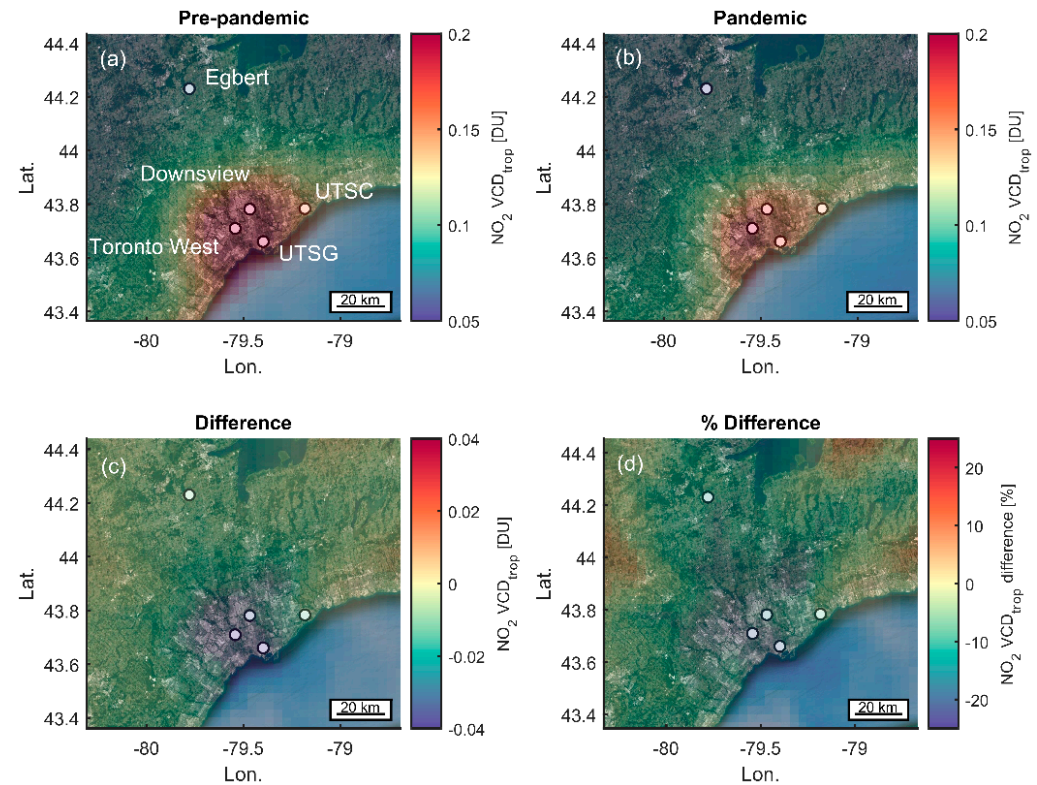 Pre-pandemic
44.4
44.2
44
43.8
43.6
43.4
Lat.
(a)
Egbert
Downsview
UTSC
Toronto West
UTSG
20 km
-80
-79.5
-79
Lon.
0.2
0.15
0.1
0.05
NO2 VCDtrop [DU]
Pandemic
44.4
44.2
44
43.8
43.6
43.4
Lat.
(b)
20 km
-80
-79.5
-79
Lon.
0.2
0.15
0.1
0.05
NO2 VCDtrop [DU]
Difference
44.4
44.2
44
43.8
43.6
43.4
Lat.
(c)
20 km
-80
-79.5
-79
Lon.
0.04
0.02
0
-0.02
-0.04
NO2 VCDtrop [DU]
% Difference
44.4
44.2
44
43.8
43.6
43.4
Lat.
(d)
20 km
-80
-79.5
-79
Lon.
20
10
0
-10
-20
NO2 VCDtrop difference [%]